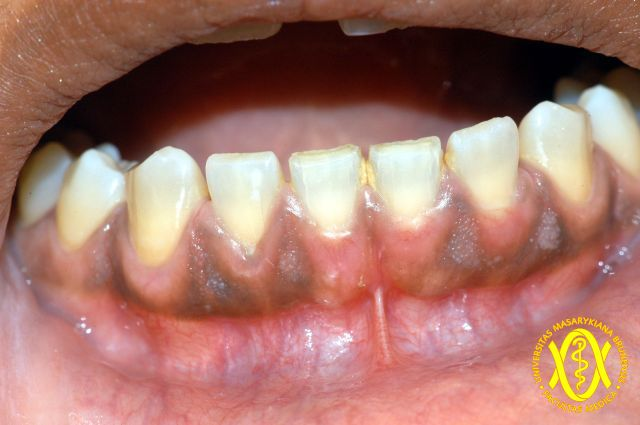 UNIVERSITAS MASARYKIANA BRUNENSIS
FACULTAS MEDICA